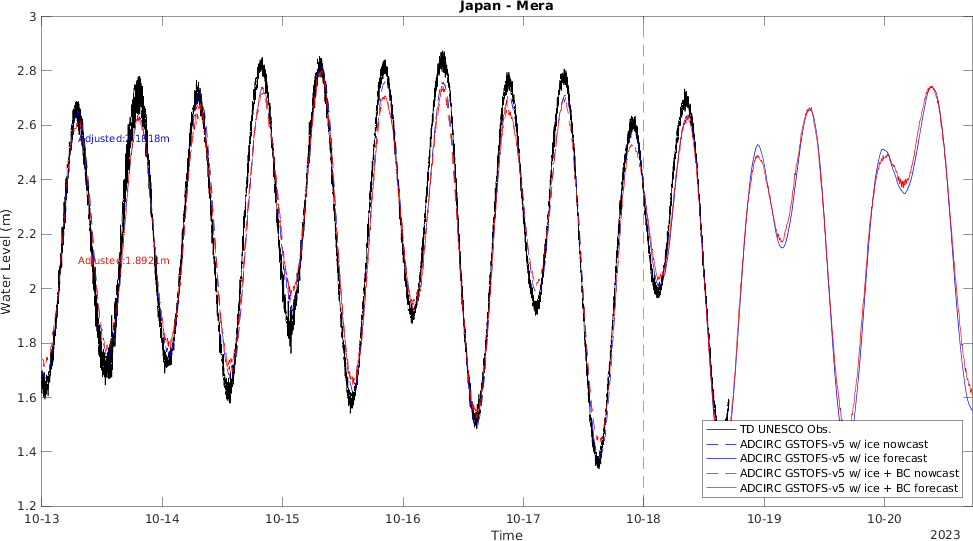 Japan - Mera
3
2.8
2.6
2.4
2.2
2
1.8
1.6
1.4
1.2
Water Level (m)
Adjusted:2.1818m
Adjusted:1.8921m
TD UNESCO Obs.
ADCIRC GSTOFS-v5 w/ ice nowcast
ADCIRC GSTOFS-v5 w/ ice forecast
ADCIRC GSTOFS-v5 w/ ice + BC nowcast
ADCIRC GSTOFS-v5 w/ ice + BC forecast
10-13 10-14 10-15 10-16 10-17 10-18 10-19 10-20
Time
2023